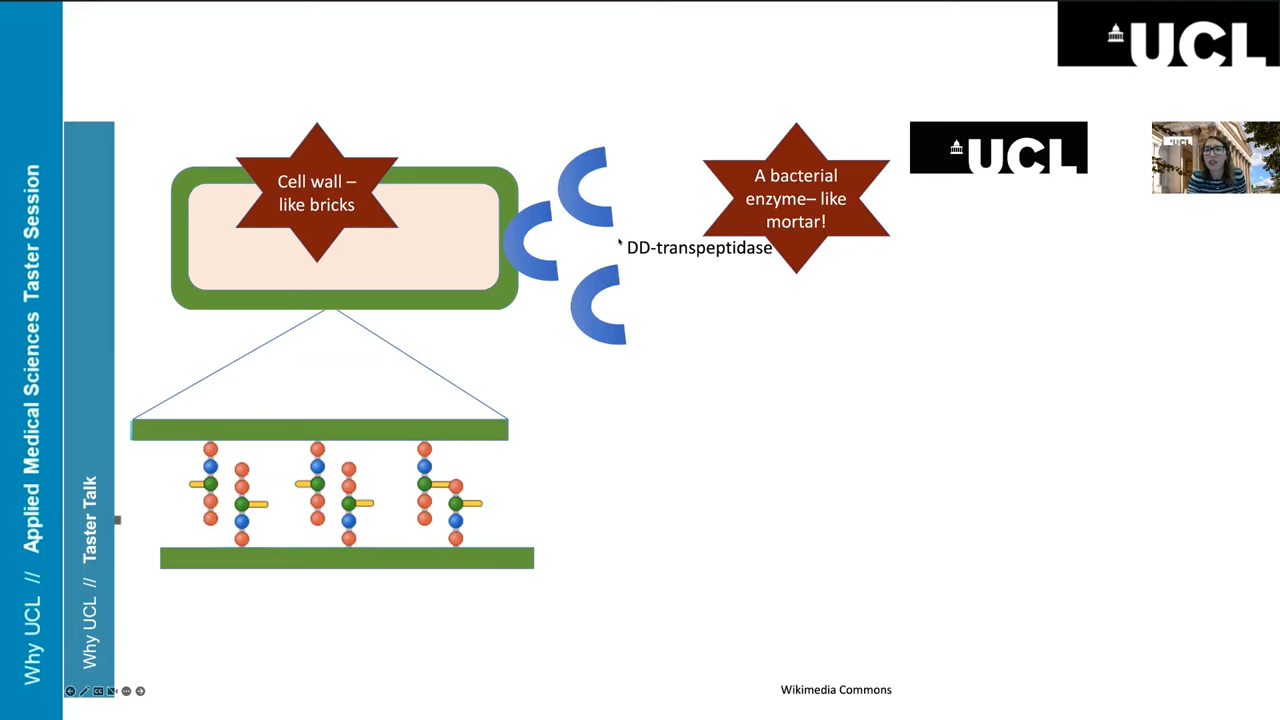 Why UCL // Applied Medical Sciences Taster Session
Why UCL // Taster Talk
UCL
UCL
UCL
Cell wall –
like bricks
A bacterial
enzyme– like
mortar!
DD-transpeptidase
Wikimedia Commons